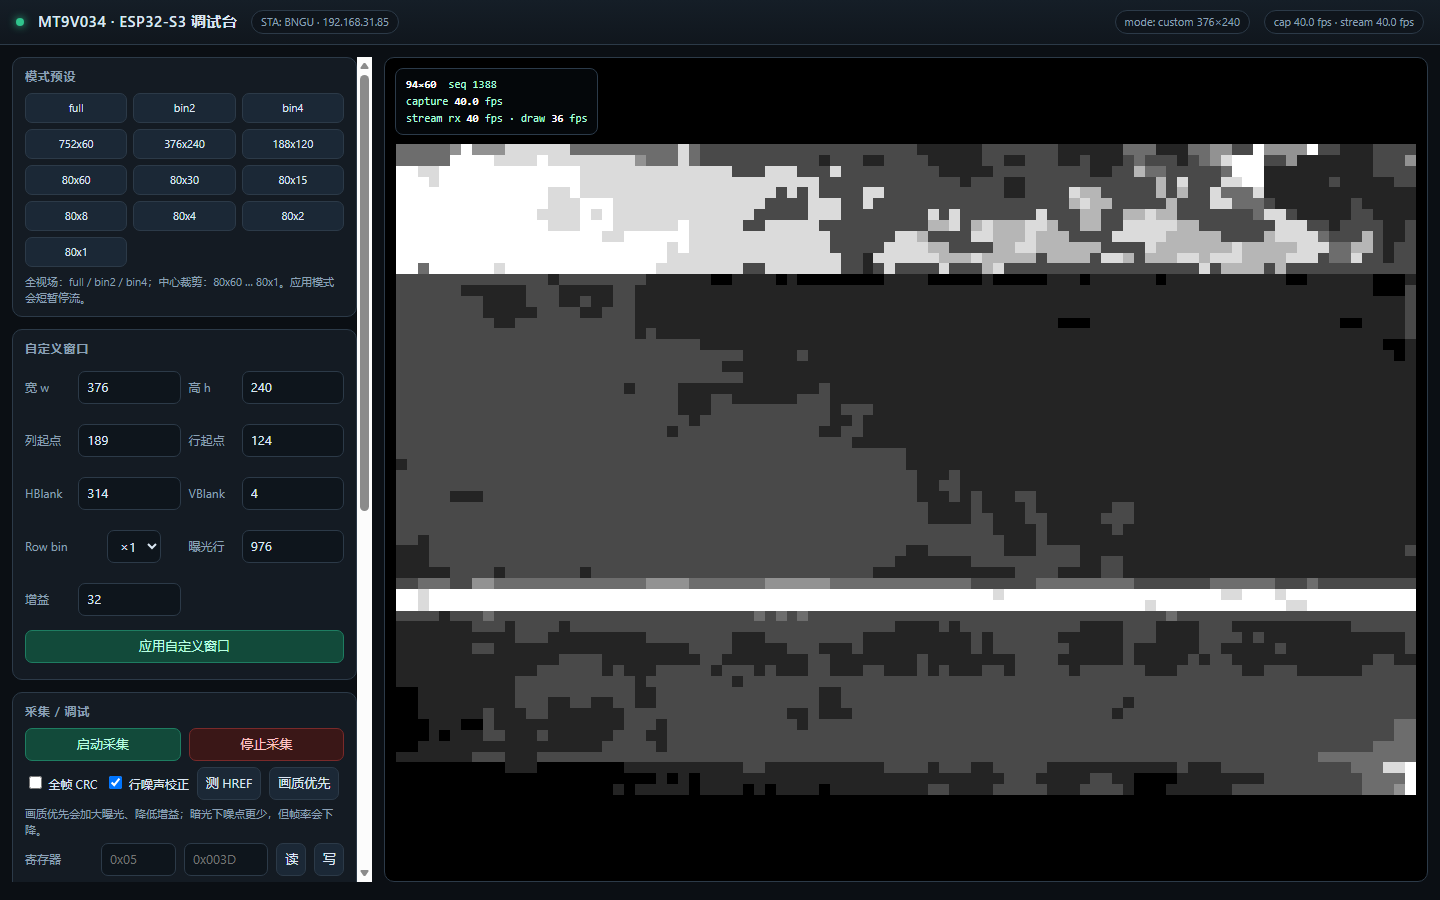 MT9V034 · ESP32-S3 调试台
STA: BNGU · 192.168.31.85
mode: custom 376×240
cap 40.0 fps · stream 40.0 fps
模式预设
full
bin2
bin4
752x60
376x240
188x120
80x60
80x30
80x15
80x8
80x4
80x2
80x1
全视场：full / bin2 / bin4；中心裁剪：80x60 ... 80x1。应用模式
会短暂停流。
自定义窗口
宽 w
376
高 h
240
列起点
189
行起点
124
HBlank
314
VBlank
4
Row bin
×1
曝光行
976
增益
32
应用自定义窗口
采集 / 调试
启动采集
停止采集
全帧 CRC
行噪声校正
测 HREF
画质优先
画质优先会加大曝光、降低增益；暗光下噪点更少，但帧率会下
降。
寄存器
0x05
0x003D
读
写
94×60 seq 1388
capture 40.0 fps
stream rx 40 fps · draw 36 fps